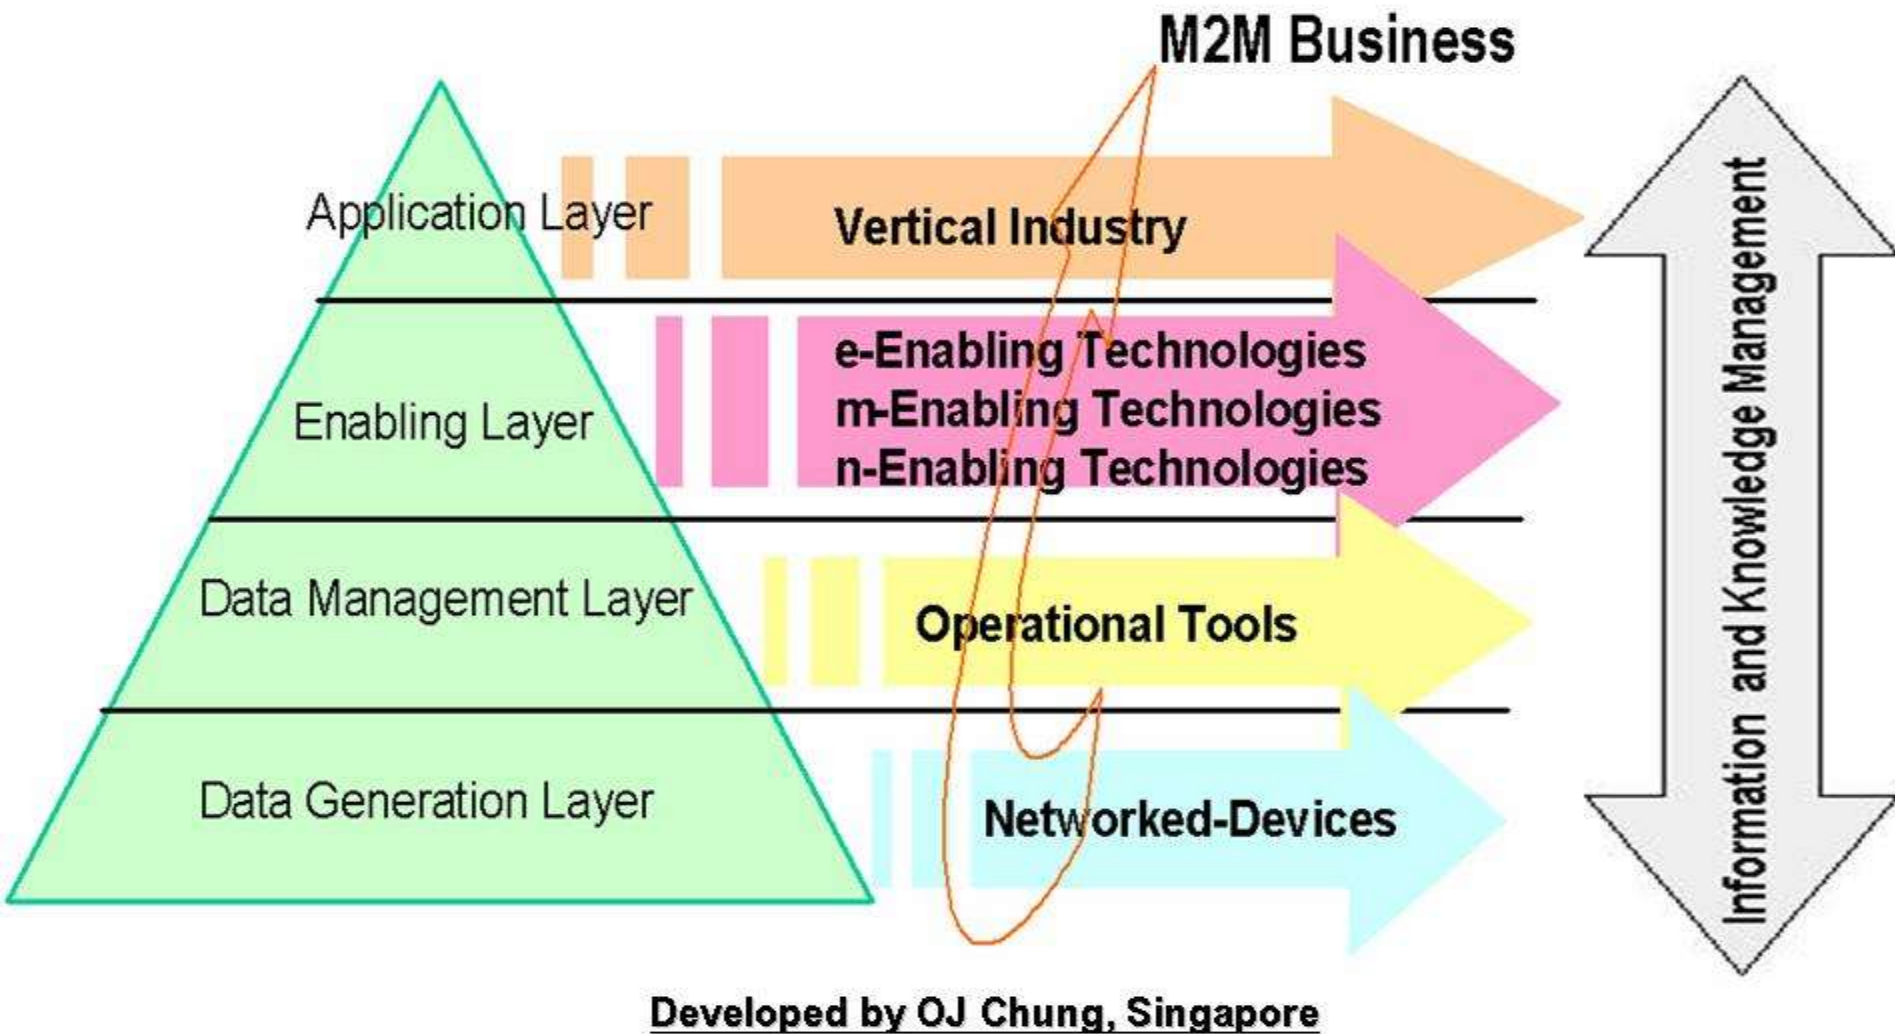 M2M Business
Application Layer
Vertical Industry
Enabling Layer
e-Enabling Technologies
m-Enabling Technologies
n-Enabling Technologies
Data Management Layer
Operational Tools
Data Generation Layer
Networked-Devices
Information and Knowledge Management
Developed by OJ Chung, Singapore